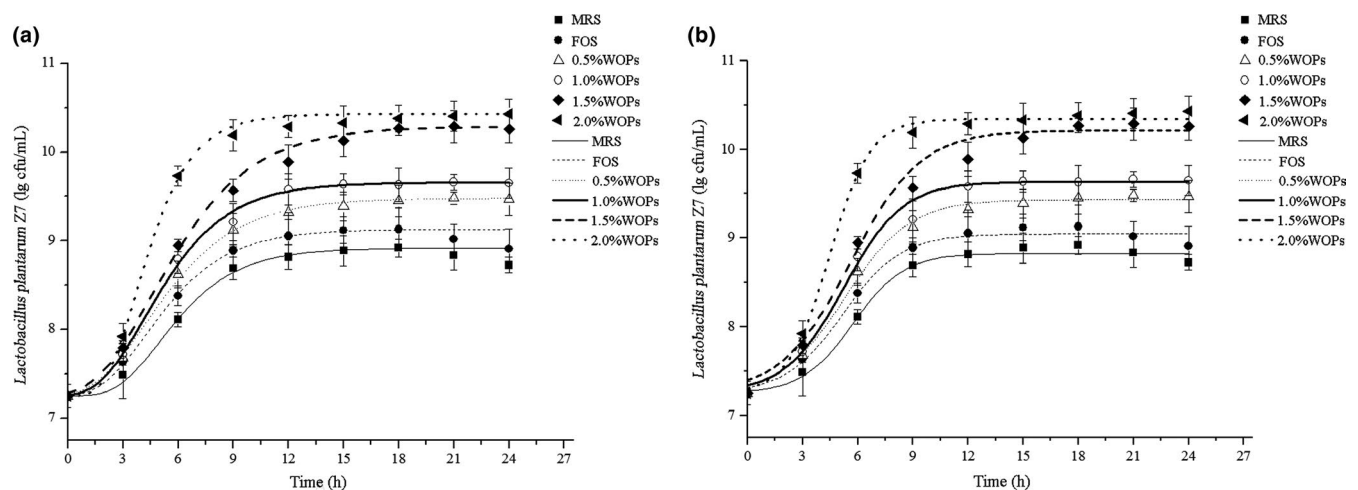 (a)
MRS
FOS
0.5%WOPs
1.0%WOPs
1.5%WOPs
2.0%WOPs
MRS
FOS
0.5%WOPs
1.0%WOPs
1.5%WOPs
2.0%WOPs
11
10
9
8
7
Lactobacillus plantarum Z7 (lg cfu/mL)
0 3 6 9 12 15 18 21 24 27
Time (h)
(b)
MRS
FOS
0.5%WOPs
1.0%WOPs
1.5%WOPs
2.0%WOPs
MRS
FOS
0.5%WOPs
1.0%WOPs
1.5%WOPs
2.0%WOPs
11
10
9
8
7
Lactobacillus plantarum Z7 (lg cfu/mL)
0 3 6 9 12 15 18 21 24 27
Time (h)